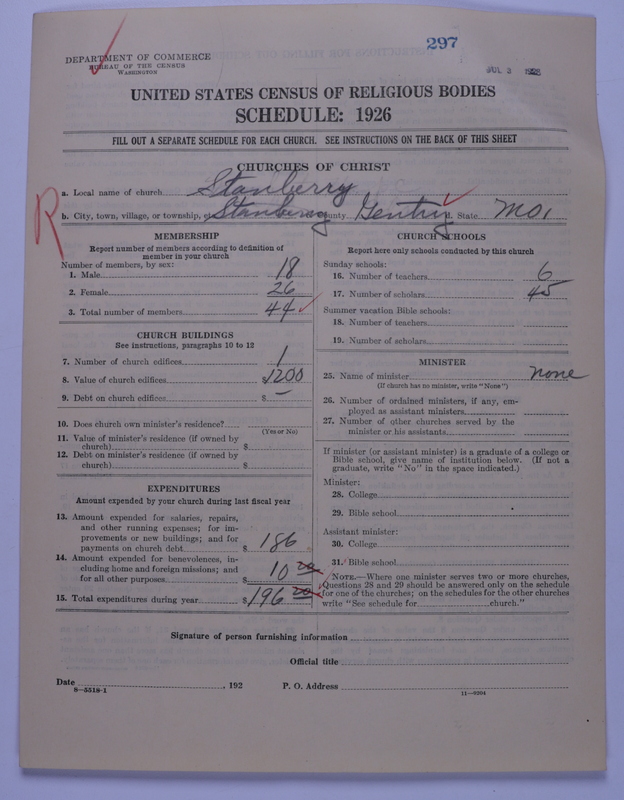 297
DEPARTMENT OF COMMERCE
BUREAU OF THE CENSUS
WASHINGTON
UNITED STATES CENSUS OF RELIGIOUS BODIES
SCHEDULE: 1926
FILL OUT A SEPARATE SCHEDULE FOR EACH CHURCH. SEE INSTRUCTIONS ON THE BACK OF THIS SHEET
CHURCHES OF CHRIST
a. Local name of church Stanberry
b. City, town, village, or township, Stanberry County Gentry State Mo.
R
MEMBERSHIP
Report number of members according to definition of
member in your church
Number of members, by sex:
1. Male 18
2. Female 26
3. Total number of members 44
CHURCH BUILDINGS
See instructions, paragraphs 10 to 12
7. Number of church edifices 1
8. Value of church edifices $1200
9. Debt on church edifices $ —
10. Does church own minister's residence?
(Yes or No)
11. Value of minister's residence (if owned by
church) $
12. Debt on minister's residence (if owned by
church) $
EXPENDITURES
Amount expended by your church during last fiscal year
13. Amount expended for salaries, repairs,
and other running expenses; for im-
provements or new buildings; and for
payments on church debt $ 186
14. Amount expended for benevolences, in-
cluding home and foreign missions; and
for all other purposes $ 10 20
15. Total expenditures during year $ 196 20
CHURCH SCHOOLS
Report here only schools conducted by this church
Sunday schools:
16. Number of teachers 6
17. Number of scholars 45
Summer vacation Bible schools:
18. Number of teachers
19. Number of scholars
MINISTER
25. Name of minister none
(If church has no minister, write "None")
26. Number of ordained ministers, if any, em-
ployed as assistant ministers
27. Number of other churches served by the
minister or his assistants
If minister (or assistant minister) is a graduate of a college or
Bible school, give name of institution below. (If not a
graduate, write "No" in the space indicated.)
Minister:
28. College
29. Bible school
Assistant minister:
30. College
31. Bible school
NOTE.—Where one minister serves two or more churches,
Questions 28 and 29 should be answered only on the schedule
for one of the churches; on the schedules for the other churches
write "See schedule for church."
Signature of person furnishing information
Official title
Date , 192 P. O. Address
8—5518-1 11—9204